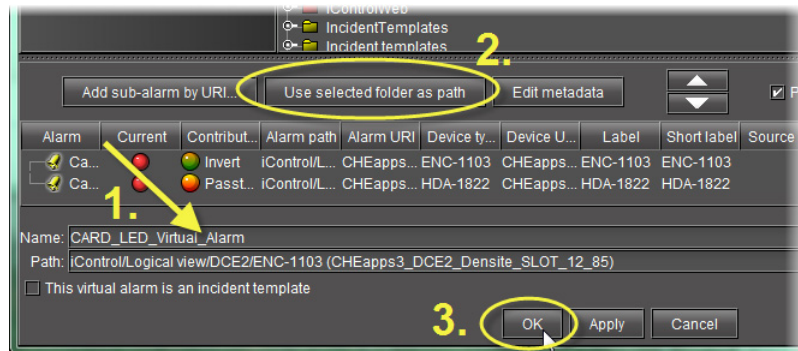 iControlWeb
IncidentTemplates
Incident templates
2.
Add sub-alarm by URI... Use selected folder as path Edit metadata P
Alarm Current Contribut... Alarm path Alarm URI Device ty... Device U... Label Short label Source
Ca... Invert iControl/L... CHEapps... ENC-1103 CHEapps... ENC-1103 ENC-1103
Ca... Passt... iControl/L... CHEapps... HDA-1822 CHEapps... HDA-1822 HDA-1822
1.
Name: CARD_LED_Virtual_Alarm
Path: iControl/Logical view/DCE2/ENC-1103 (CHEapps3_DCE2_Densite_SLOT_12_85)
This virtual alarm is an incident template
3. OK Apply Cancel